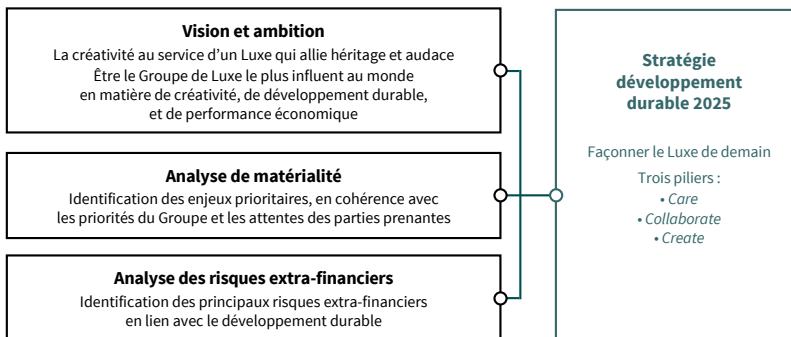 Vision et ambition
La créativité au service d’un Luxe qui allie héritage et audace
Être le Groupe de Luxe le plus influent au monde
en matière de créativité, de développement durable,
et de performance économique
Analyse de matérialité
Identification des enjeux prioritaires, en cohérence avec
les priorités du Groupe et les attentes des parties prenantes
Analyse des risques extra-financiers
Identification des principaux risques extra-financiers
en lien avec le développement durable
Stratégie
développement
durable 2025
Façonner le Luxe de demain
Trois piliers :
• Care
• Collaborate
• Create